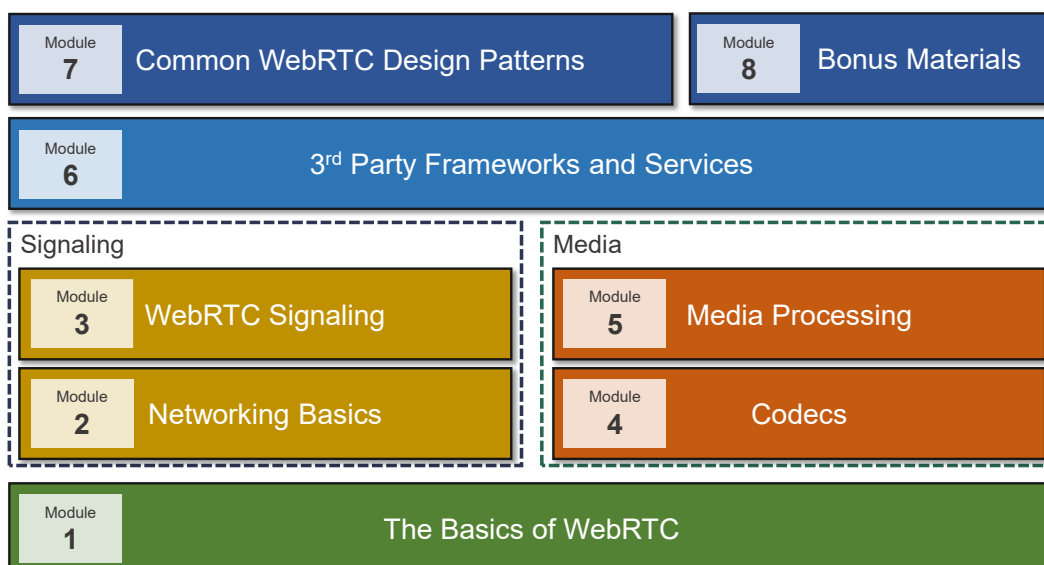 Module
7
Common WebRTC Design Patterns
Module
8
Bonus Materials
Module
6
3rd Party Frameworks and Services
Signaling
Module
3
WebRTC Signaling
Module
2
Networking Basics
Media
Module
5
Media Processing
Module
4
Codecs
Module
1
The Basics of WebRTC